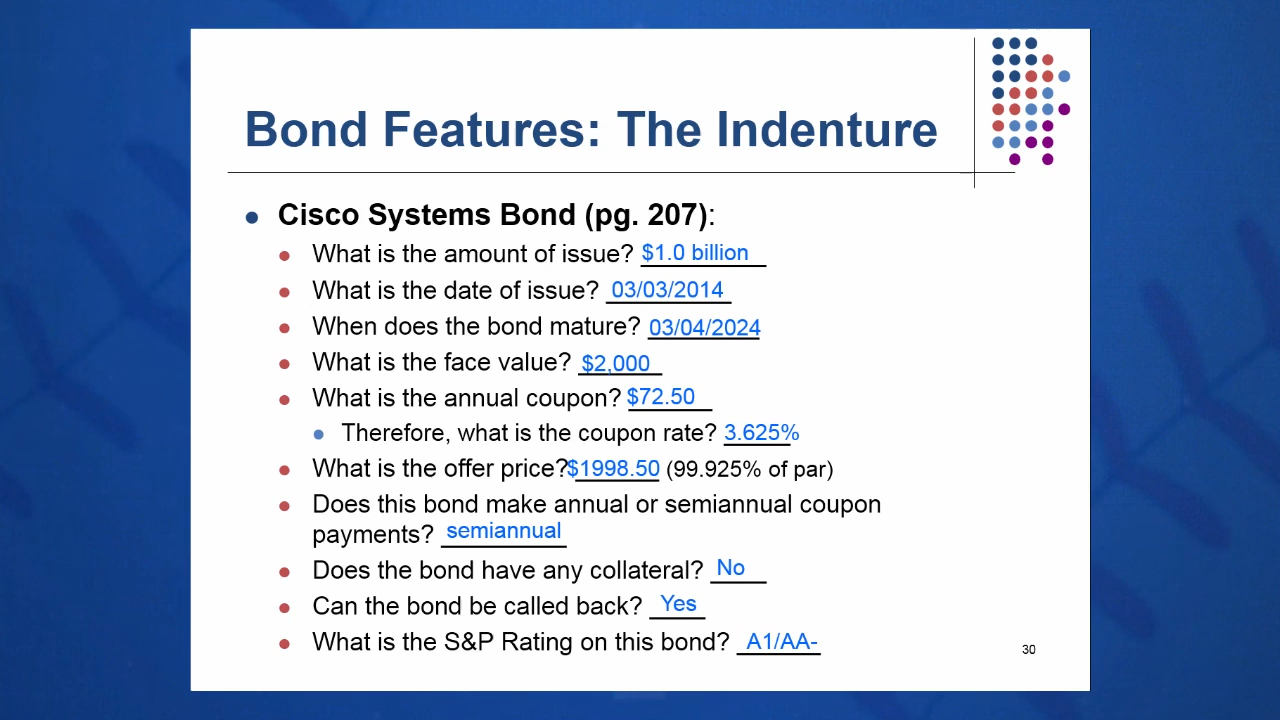 Bond Features: The Indenture
Cisco Systems Bond (pg. 207):
What is the amount of issue? $1.0 billion
What is the date of issue? 03/03/2014
When does the bond mature? 03/04/2024
What is the face value? $2,000
What is the annual coupon? $72.50
Therefore, what is the coupon rate? 3.625%
What is the offer price?$1998.50 (99.925% of par)
Does this bond make annual or semiannual coupon
payments? semiannual
Does the bond have any collateral? No
Can the bond be called back? Yes
What is the S&P Rating on this bond? A1/AA-
30